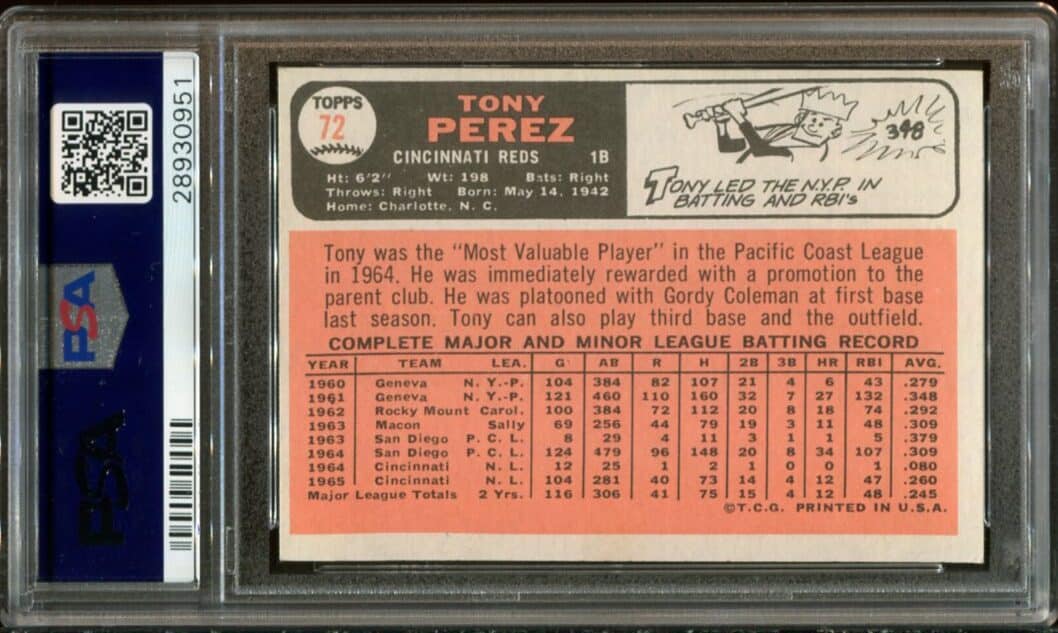 28930951
PSA
PSA
TOPPS
72
TONY
PEREZ
CINCINNATI REDS 1B
Ht: 6'2" Wt: 198 Bats: Right
Throws: Right Born: May 14, 1942
Home: Charlotte, N. C.
398
TONY LED THE N.Y.P. IN
BATTING AND RBI's
Tony was the "Most Valuable Player" in the Pacific Coast League
in 1964. He was immediately rewarded with a promotion to the
parent club. He was platooned with Gordy Coleman at first base
last season. Tony can also play third base and the outfield.
COMPLETE MAJOR AND MINOR LEAGUE BATTING RECORD
YEAR TEAM LEA. G AB R H 2B 3B HR RBI AVG.
1960 Geneva N. Y.-P. 104 384 82 107 21 4 6 43 .279
1961 Geneva N. Y.-P. 121 460 110 160 32 7 27 132 .348
1962 Rocky Mount Carol. 100 384 72 112 20 8 18 74 .292
1963 Macon Sally 69 256 44 79 19 3 11 48 .309
1963 San Diego P. C. L. 8 29 4 11 3 1 1 5 .379
1964 San Diego P. C. L. 124 479 96 148 20 8 34 107 .309
1964 Cincinnati N. L. 12 25 1 2 1 0 0 1 .080
1965 Cincinnati N. L. 104 281 40 73 14 4 12 47 .260
Major League Totals 2 Yrs. 116 306 41 75 15 4 12 48 .245
©T.C.G. PRINTED IN U.S.A.